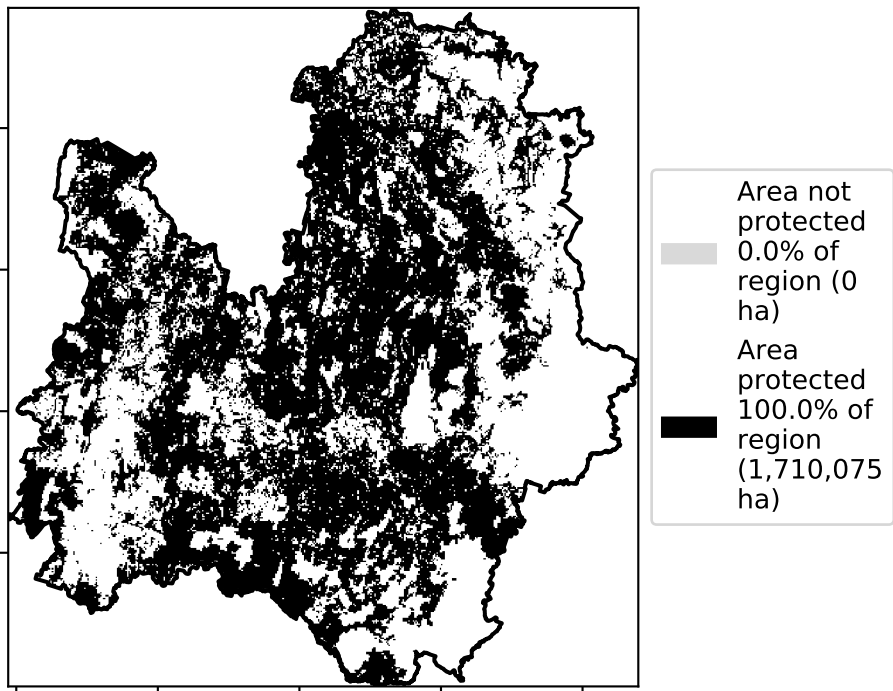 Area not
protected
0.0% of
region (0
ha)
Area
protected
100.0% of
region
(1,710,075
ha)